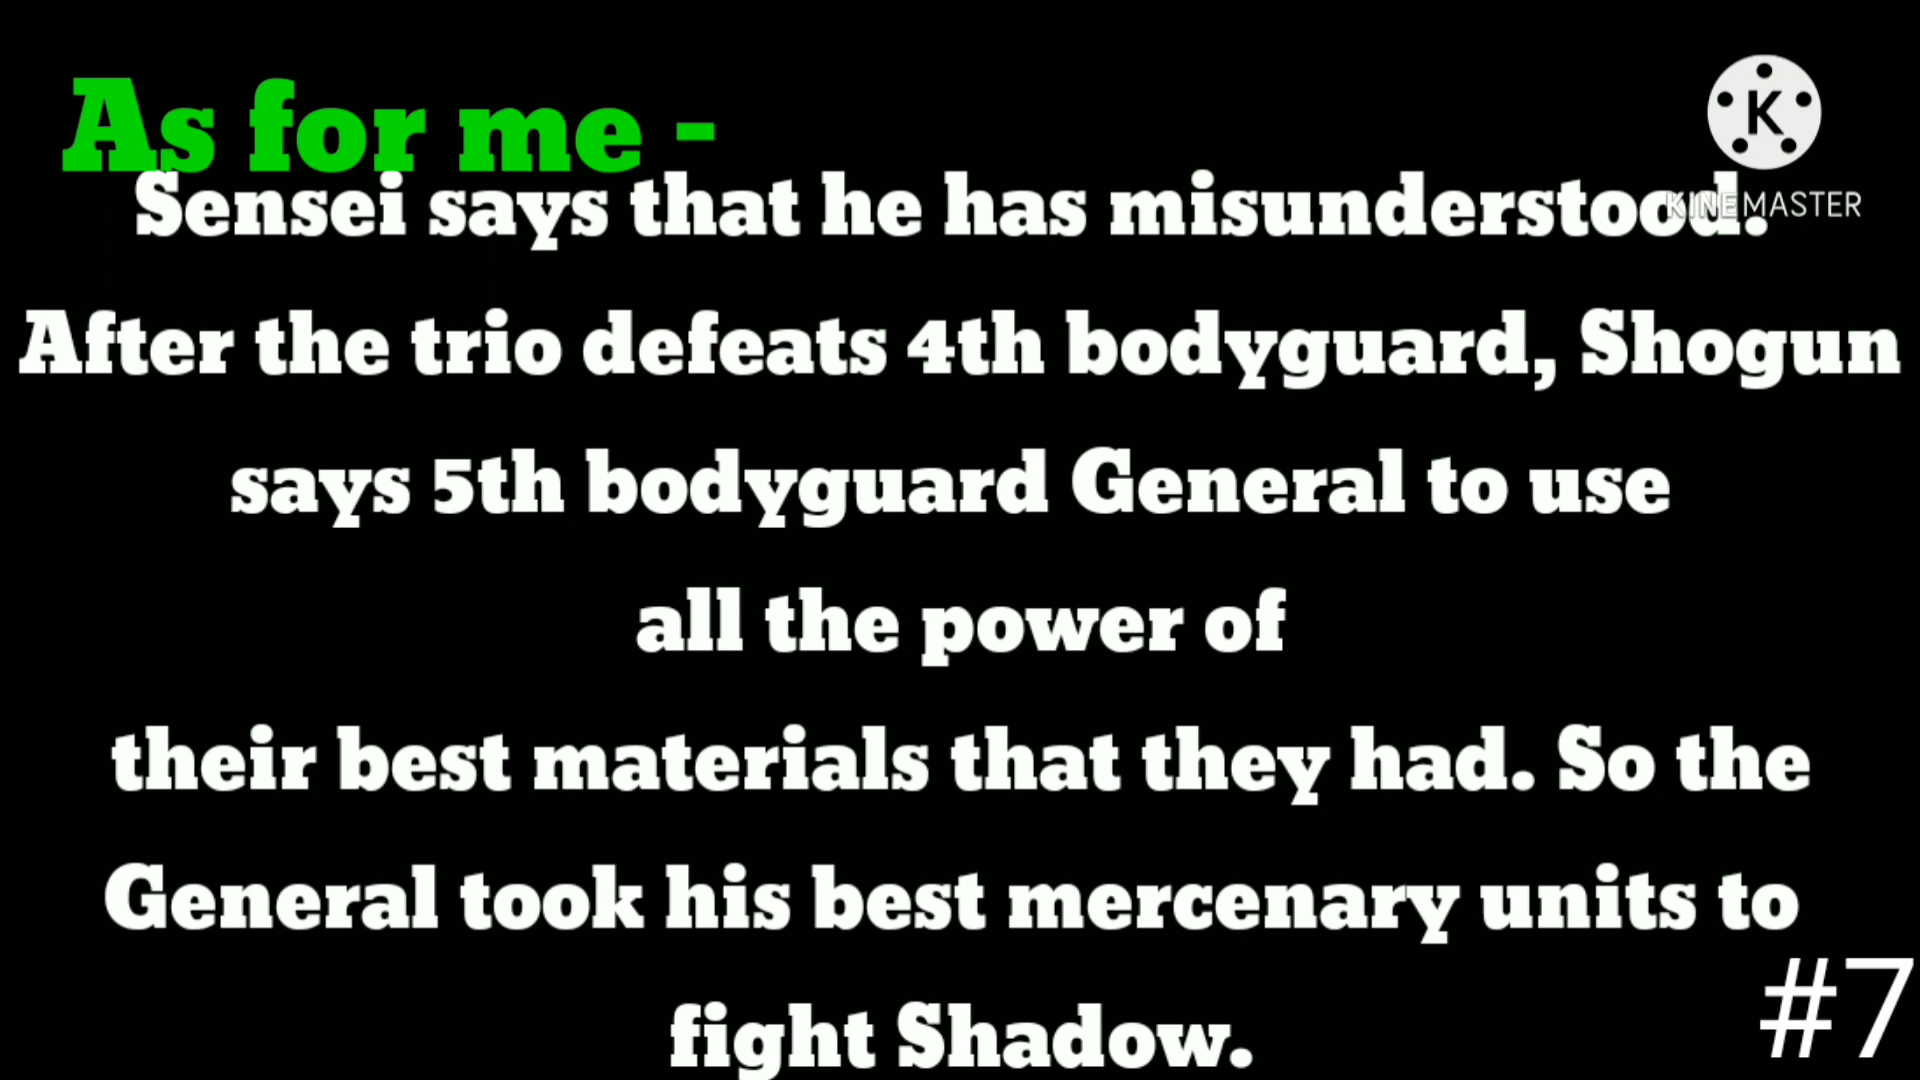 As for me -
K
KINEMASTER
Sensei says that he has misunderstood.
After the trio defeats 4th bodyguard, Shogun
says 5th bodyguard General to use
all the power of
their best materials that they had. So the
General took his best mercenary units to
fight Shadow.
#7